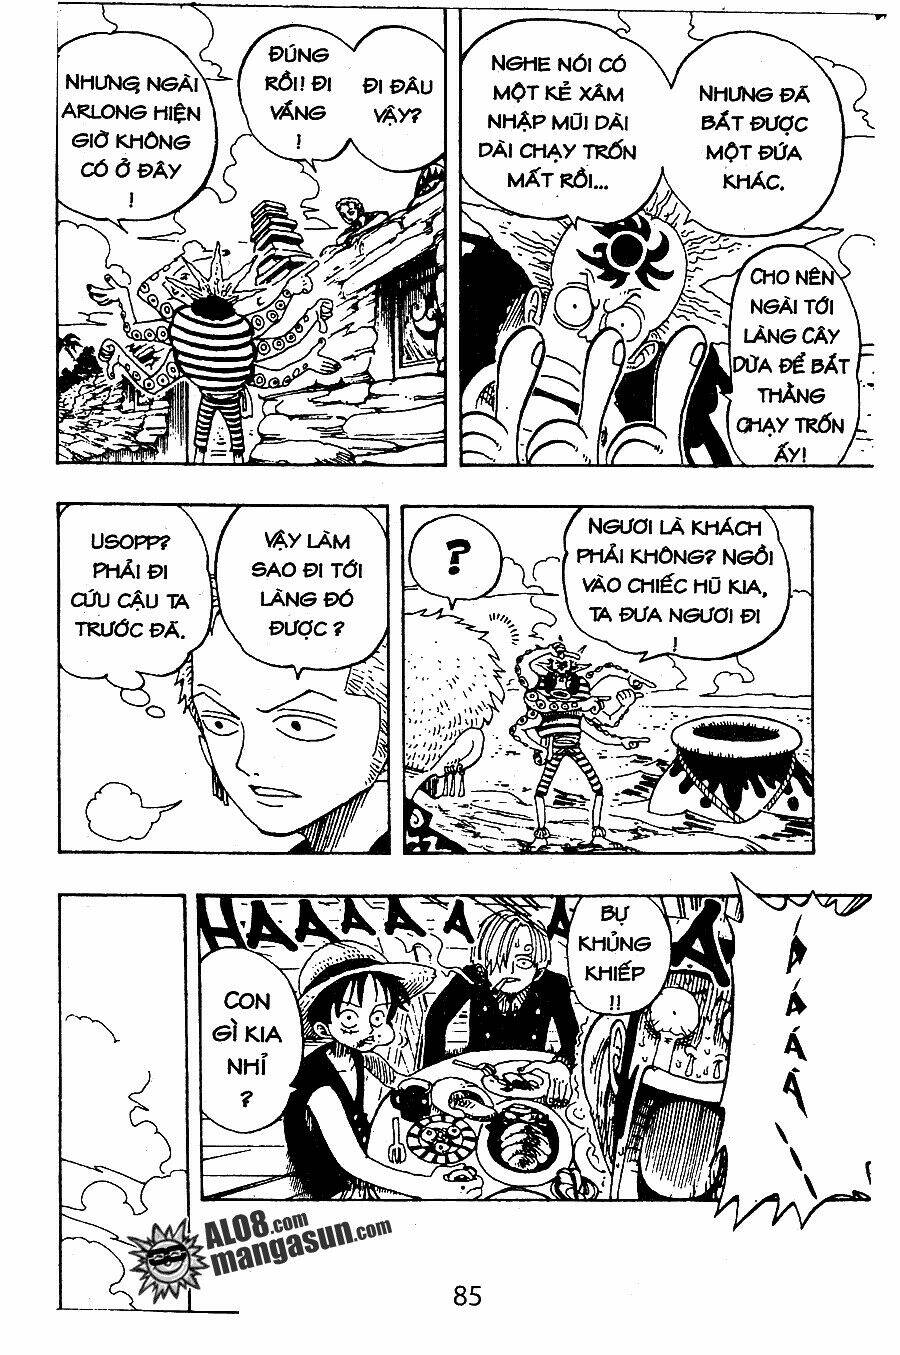 NHƯNG NGÀI
ARLONG HIỆN
GIỜ KHÔNG
CÓ Ở ĐÂY
!
ĐÚNG
RỒI! ĐI
VẮNG
!
ĐI ĐÂU
VẬY?
NGHE NÓI CÓ
MỘT KẺ XÂM
NHẬP MŨI DÀI
DÀI CHẠY TRỐN
MẤT RỒI...
NHƯNG ĐÃ
BẮT ĐƯỢC
MỘT ĐỨA
KHÁC.
CHO NÊN
NGÀI TỚI
LÀNG CÂY
DỪA ĐỂ BẮT
THẰNG
CHẠY TRỐN
ẤY!
USOPP?
PHẢI ĐI
CỨU CẬU TA
TRƯỚC ĐÃ.
VẬY LÀM
SAO ĐI TỚI
LÀNG ĐÓ
ĐƯỢC ?
?
NGƯƠI LÀ KHÁCH
PHẢI KHÔNG? NGỒI
VÀO CHIẾC HŨ KIA,
TA ĐƯA NGƯƠI ĐI
!
HAAAAAAA
CON
GÌ KIA
NHỈ
?
BỰ
KHỦNG
KHIẾP
!!
AL08.com
mangasun.com
85